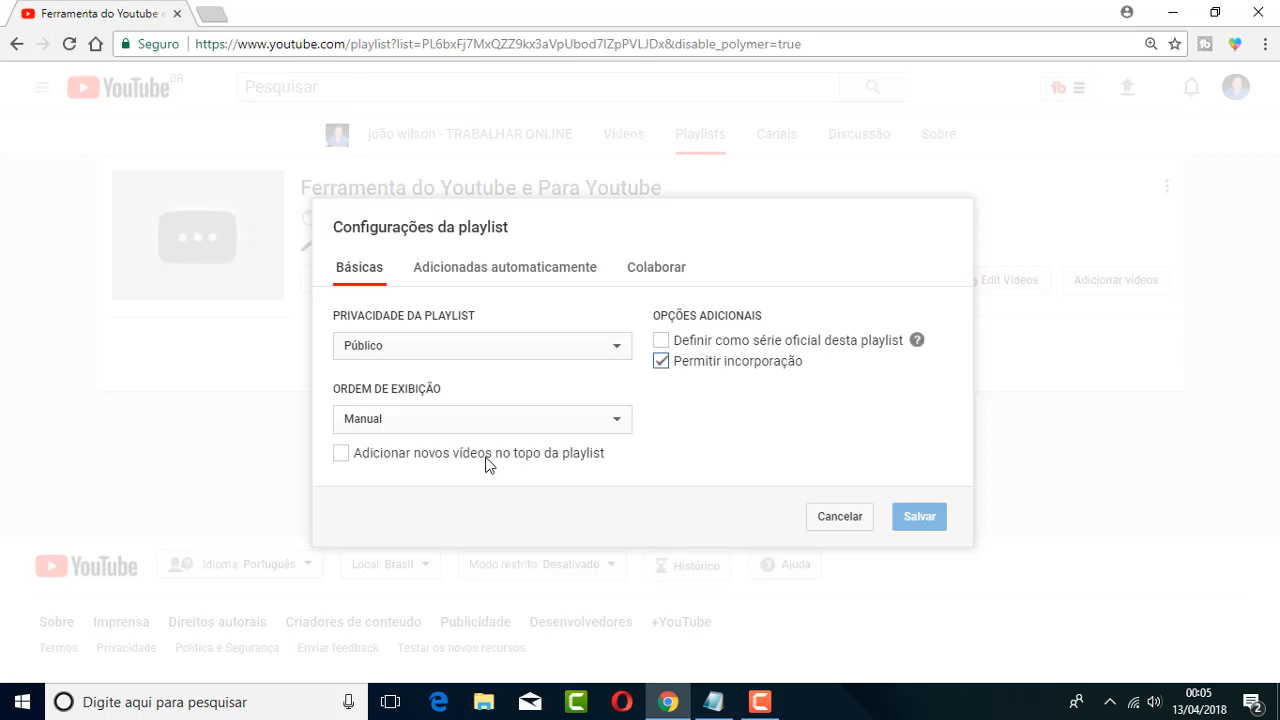 Ferramenta do Youtube e
Seguro https://www.youtube.com/playlist?list=PL6bxFj7MxQZZ9kx3aVpUbod7lZpPVLJDx&disable_polymer=true
YouTube BR
Pesquisar
tb
joão wilson - TRABALHAR ONLINE Vídeos Playlists Canais Discussão Sobre
Ferramenta do Youtube e Para Youtube
Edit Vídeos Adicionar vídeos
Configurações da playlist
Básicas Adicionadas automaticamente Colaborar
PRIVACIDADE DA PLAYLIST
Público
ORDEM DE EXIBIÇÃO
Manual
Adicionar novos vídeos no topo da playlist
OPÇÕES ADICIONAIS
Definir como série oficial desta playlist ?
Permitir incorporação
Cancelar Salvar
YouTube Idioma: Português Local: Brasil Modo restrito: Desativado Histórico Ajuda
Sobre Imprensa Direitos autorais Criadores de conteúdo Publicidade Desenvolvedores +YouTube
Termos Privacidade Política e Segurança Enviar feedback Testar os novos recursos
Digite aqui para pesquisar
00:05
13/04/2018
2